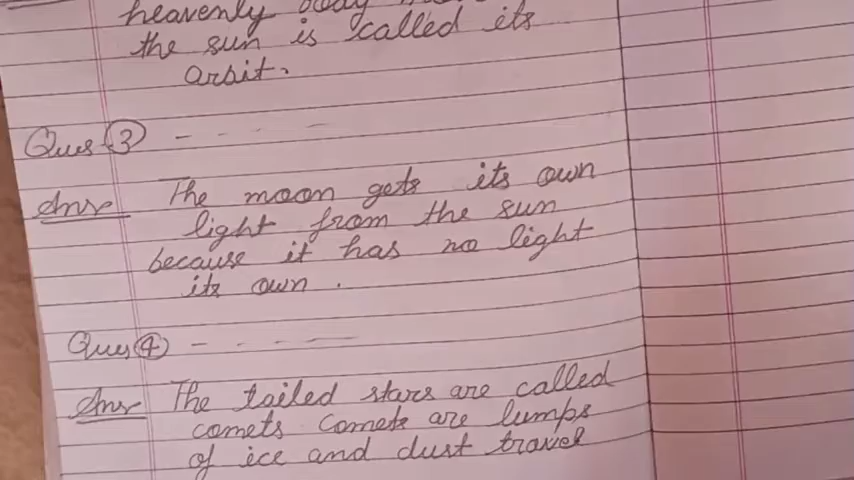 heavenly
the sun is called its
arbit.
Ques (3) - - - - -
Ans The moon gets its own
light from the sun
because it has no light
its own .
Ques (4) - - - -
Ans The tailed stars are called
comets comets are lumps
of ice and dust travel